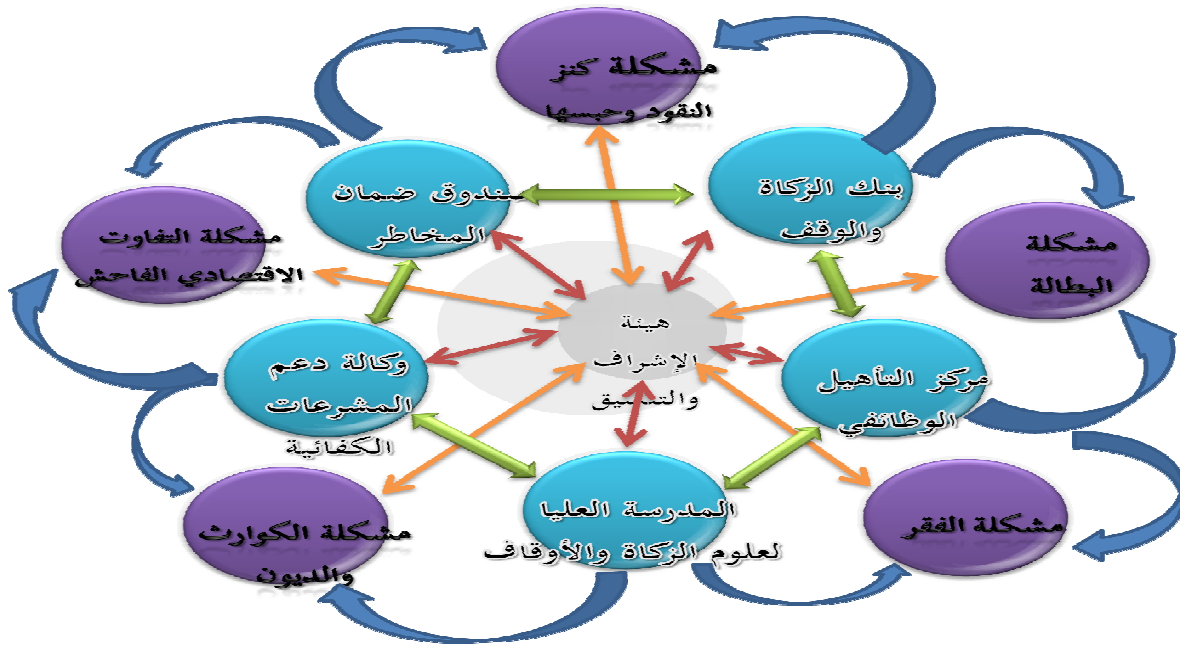 مشكلة كنز
النقود وحبسها
بنك الزكاة
والوقف
صندوق ضمان
المخاطر
مشكلة
البطالة
مشكلة التفاوت
الاقتصادي الفاحش
هيئة
الإشراف
والتنسيق
مركز التأهيل
الوظائفي
وكالة دعم
المشرعات
الكفائية
المدرسة العليا
لعلوم الزكاة والأوقاف
مشكلة الفقر
مشكلة الكوارث
والديون